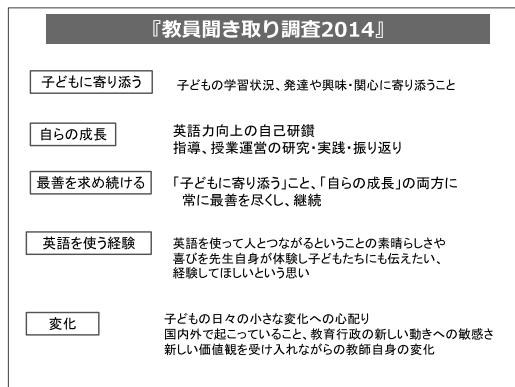 『教員聞き取り調査2014』
子どもに寄り添う
子どもの学習状況、発達や興味・関心に寄り添うこと
自らの成長
英語力向上の自己研鑽
指導、授業運営の研究・実践・振り返り
最善を求め続ける
「子どもに寄り添う」こと、「自らの成長」の両方に
常に最善を尽くし、継続
英語を使う経験
英語を使って人とつながるということの素晴らしさや
喜びを先生自身が体験し子どもたちにも伝えたい、
経験してほしいという思い
変化
子どもの日々の小さな変化への心配り
国内外で起こっていること、教育行政の新しい動きへの敏感さ
新しい価値観を受け入れながらの教師自身の変化